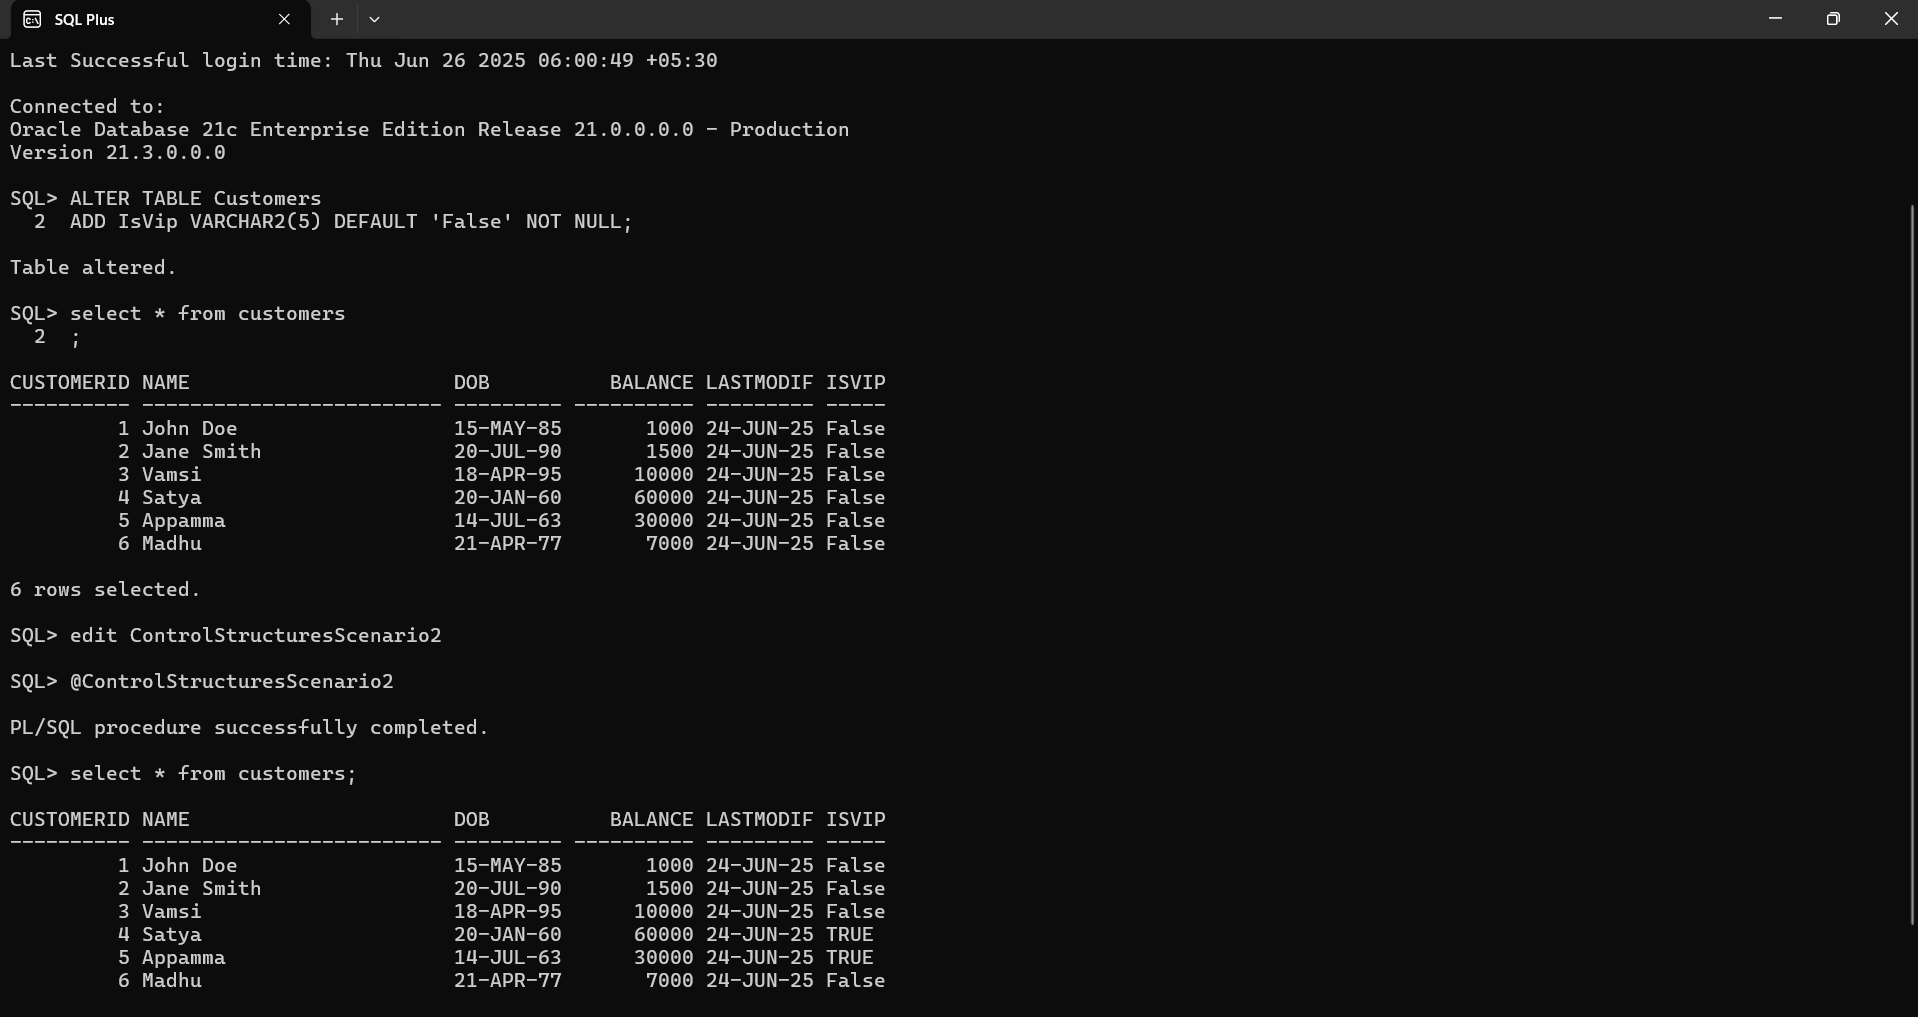 SQL Plus
Last Successful login time: Thu Jun 26 2025 06:00:49 +05:30
Connected to:
Oracle Database 21c Enterprise Edition Release 21.0.0.0.0 - Production
Version 21.3.0.0.0
SQL> ALTER TABLE Customers
  2  ADD IsVip VARCHAR2(5) DEFAULT 'False' NOT NULL;
Table altered.
SQL> select * from customers
  2  ;
CUSTOMERID NAME                      DOB          BALANCE LASTMODIF ISVIP
---------- ------------------------- --------- ---------- --------- -----
         1 John Doe                  15-MAY-85       1000 24-JUN-25 False
         2 Jane Smith                20-JUL-90       1500 24-JUN-25 False
         3 Vamsi                     18-APR-95      10000 24-JUN-25 False
         4 Satya                     20-JAN-60      60000 24-JUN-25 False
         5 Appamma                   14-JUL-63      30000 24-JUN-25 False
         6 Madhu                     21-APR-77       7000 24-JUN-25 False
6 rows selected.
SQL> edit ControlStructuresScenario2
SQL> @ControlStructuresScenario2
PL/SQL procedure successfully completed.
SQL> select * from customers;
CUSTOMERID NAME                      DOB          BALANCE LASTMODIF ISVIP
---------- ------------------------- --------- ---------- --------- -----
         1 John Doe                  15-MAY-85       1000 24-JUN-25 False
         2 Jane Smith                20-JUL-90       1500 24-JUN-25 False
         3 Vamsi                     18-APR-95      10000 24-JUN-25 False
         4 Satya                     20-JAN-60      60000 24-JUN-25 TRUE
         5 Appamma                   14-JUL-63      30000 24-JUN-25 TRUE
         6 Madhu                     21-APR-77       7000 24-JUN-25 False